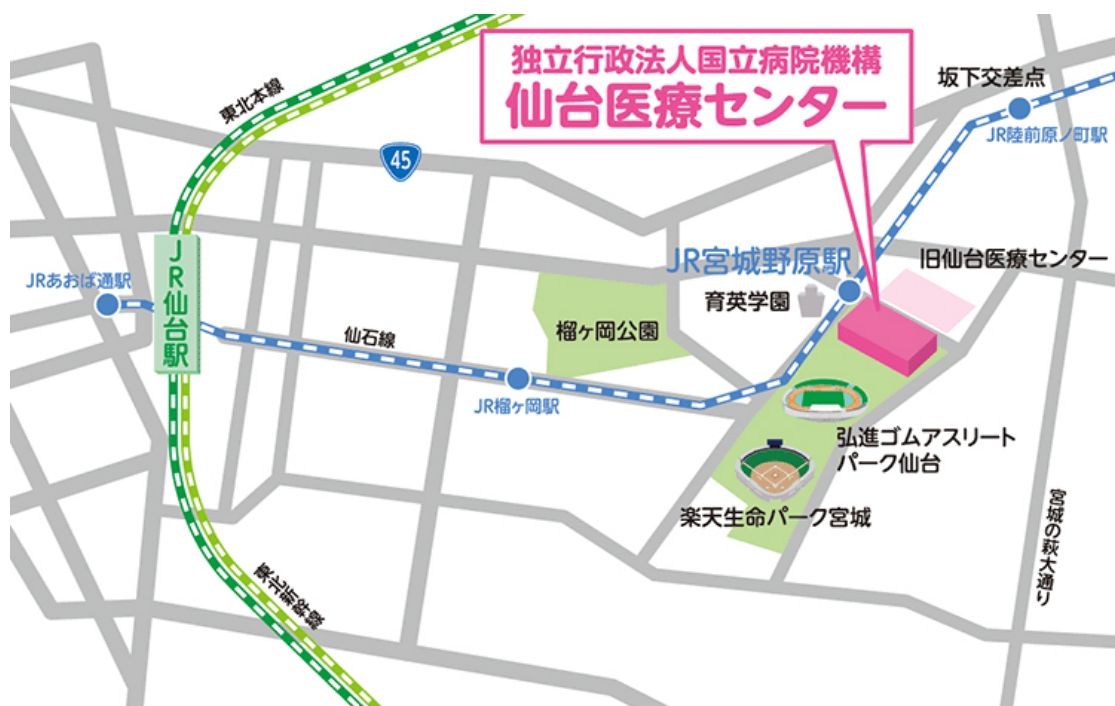 独立行政法人国立病院機構
仙台医療センター
坂下交差点
JR陸前原ノ町駅
東北本線
45
JR宮城野原駅
旧仙台医療センター
JRあおば通駅
JR仙台駅
育英学園
榴ヶ岡公園
仙石線
JR榴ヶ岡駅
弘進ゴムアスリート
パーク仙台
楽天生命パーク宮城
宮城の萩大通り
東北新幹線